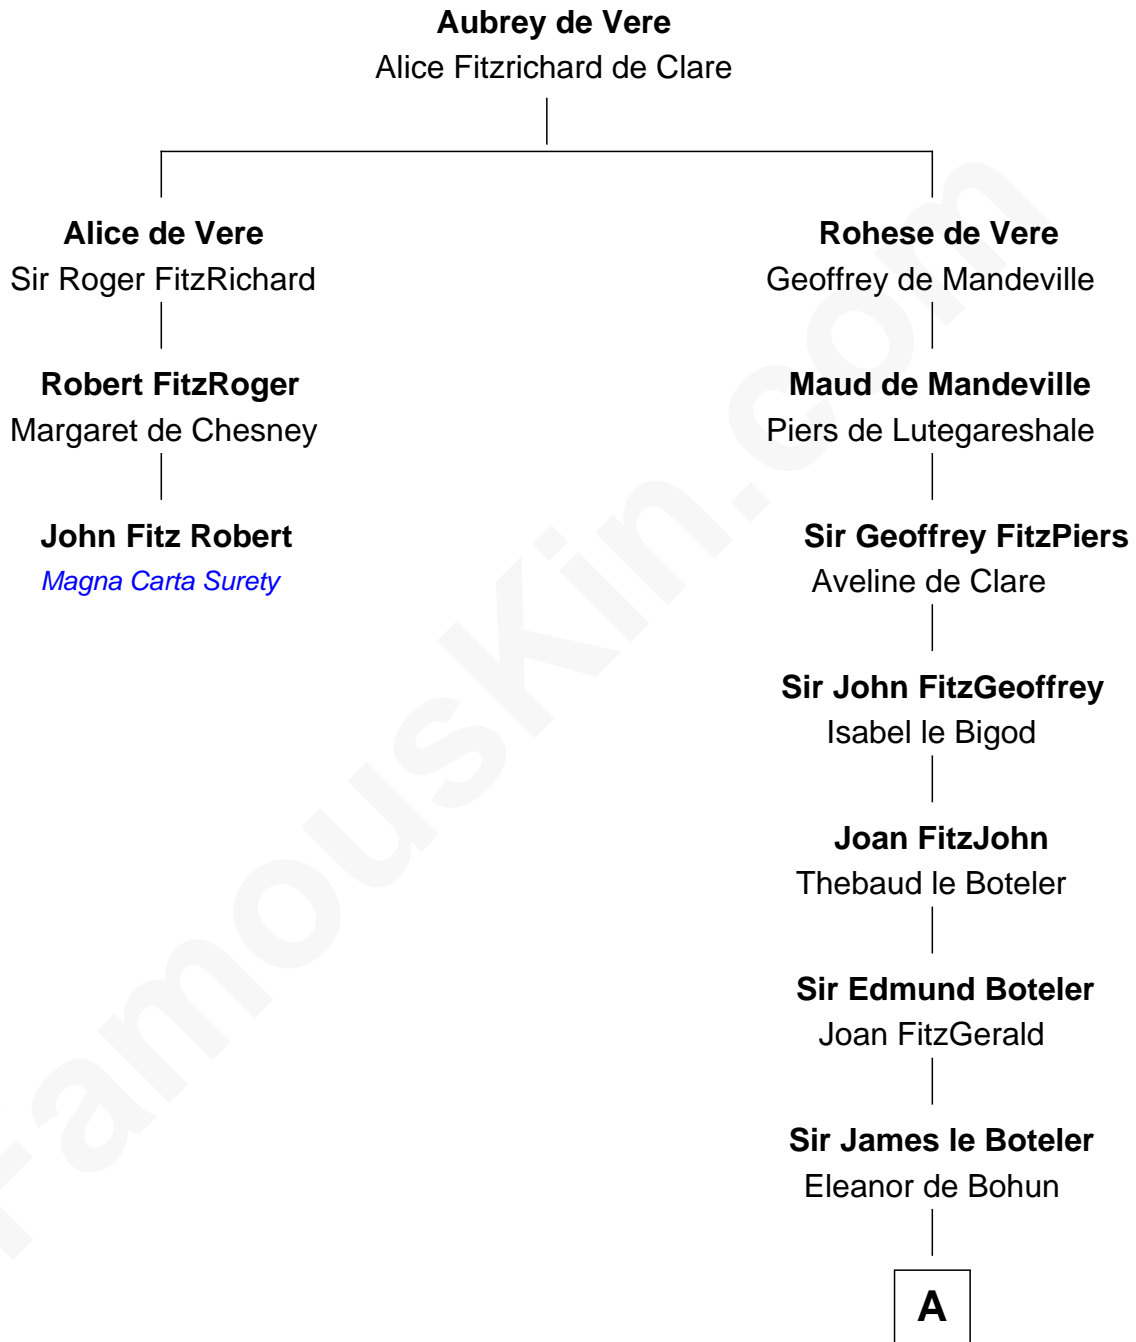 Aubrey de Vere
Alice Fitzrichard de Clare
Alice de Vere
Sir Roger FitzRichard
Rohese de Vere
Geoffrey de Mandeville
Robert FitzRoger
Margaret de Chesney
Maud de Mandeville
Piers de Lutegareshale
John Fitz Robert
Magna Carta Surety
Sir Geoffrey FitzPiers
Aveline de Clare
Sir John FitzGeoffrey
Isabel le Bigod
Joan FitzJohn
Thebaud le Boteler
Sir Edmund Boteler
Joan FitzGerald
Sir James le Boteler
Eleanor de Bohun
A
FamousKin.com